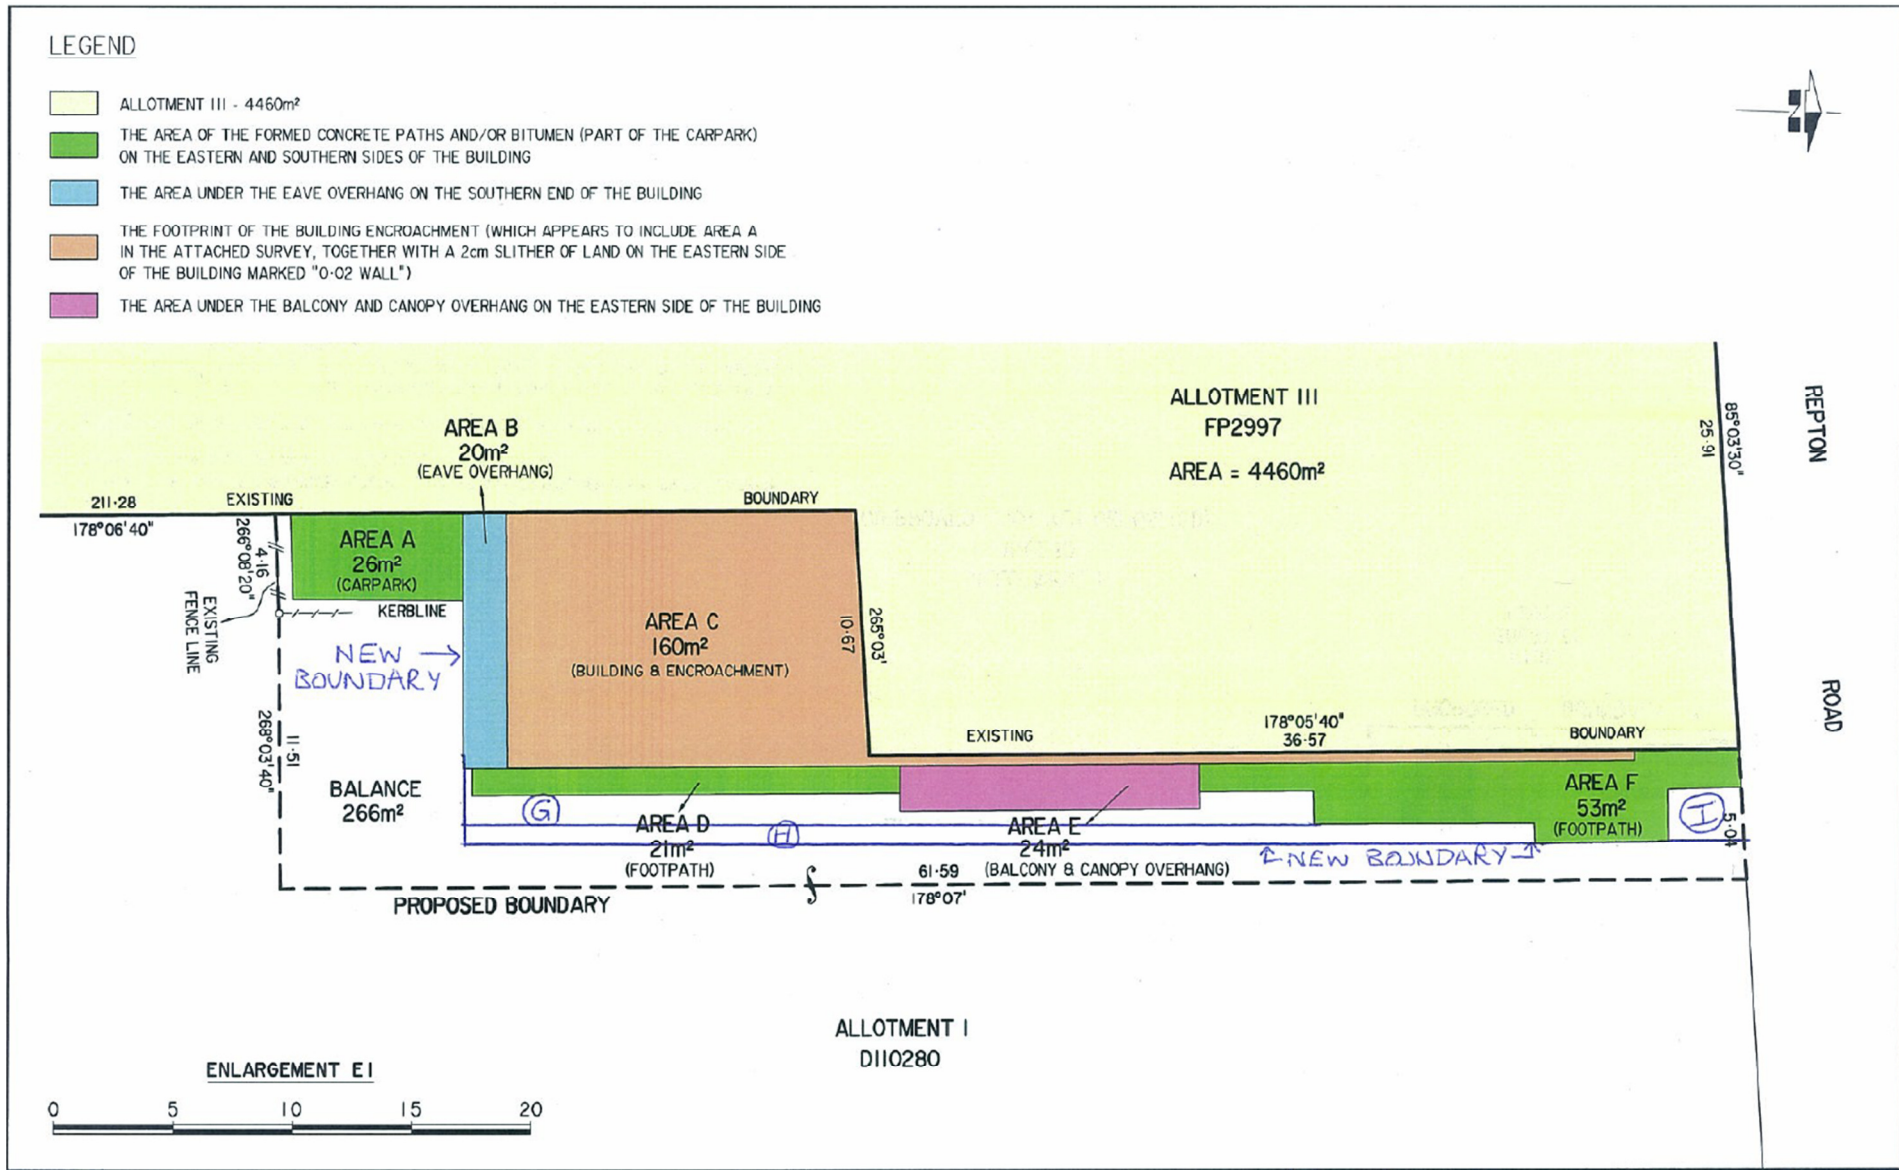 LEGEND
ALLOTMENT 111 - 4460m²
THE AREA OF THE FORMED CONCRETE PATHS AND/OR BITUMEN (PART OF THE CARPARK)
ON THE EASTERN AND SOUTHERN SIDES OF THE BUILDING
THE AREA UNDER THE EAVE OVERHANG ON THE SOUTHERN END OF THE BUILDING
THE FOOTPRINT OF THE BUILDING ENCROACHMENT (WHICH APPEARS TO INCLUDE AREA A
IN THE ATTACHED SURVEY, TOGETHER WITH A 2cm SLITHER OF LAND ON THE EASTERN SIDE
OF THE BUILDING MARKED "0·02 WALL")
THE AREA UNDER THE BALCONY AND CANOPY OVERHANG ON THE EASTERN SIDE OF THE BUILDING
N
ALLOTMENT 111
FP2997
AREA = 4460m²
85°03'30"
25·91
REPTON
ROAD
AREA B
20m²
(EAVE OVERHANG)
211·28
178°06'40"
EXISTING
BOUNDARY
266°08'20"
4·16
AREA A
26m²
(CARPARK)
KERBLINE
EXISTING
FENCE LINE
NEW
BOUNDARY
AREA C
160m²
(BUILDING & ENCROACHMENT)
10·67
265°03'
EXISTING
178°05'40"
36·57
BOUNDARY
268°03'40"
11·51
BALANCE
266m²
G
H
AREA D
21m²
(FOOTPATH)
AREA E
24m²
(BALCONY & CANOPY OVERHANG)
AREA F
53m²
(FOOTPATH)
I
5·04
NEW BOUNDARY
61·59
178°07'
PROPOSED BOUNDARY
ALLOTMENT 1
D110280
ENLARGEMENT E1
0 5 10 15 20